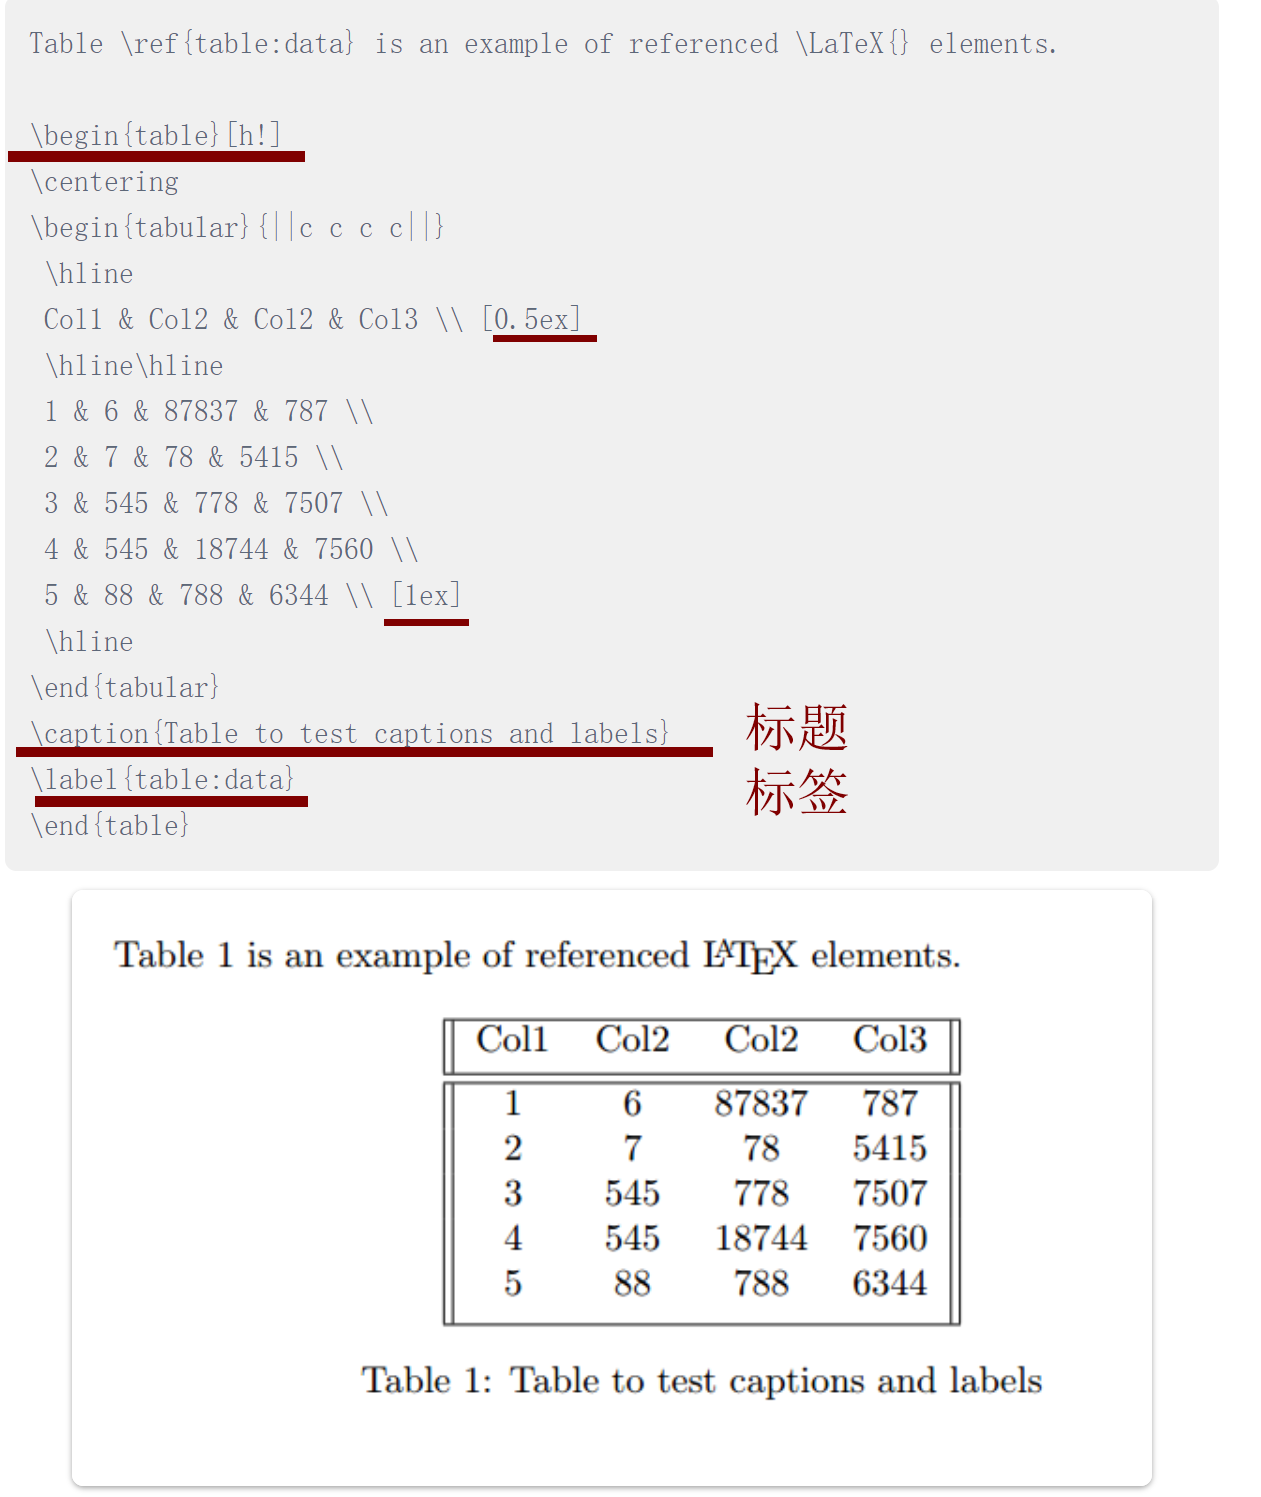 Table \ref{table:data} is an example of referenced \LaTeX{} elements.
\begin{table}[h!]
\centering
\begin{tabular}{||c c c c||}
\hline
Col1 & Col2 & Col2 & Col3 \\ [0.5ex]
\hline\hline
1 & 6 & 87837 & 787 \\
2 & 7 & 78 & 5415 \\
3 & 545 & 778 & 7507 \\
4 & 545 & 18744 & 7560 \\
5 & 88 & 788 & 6344 \\ [1ex]
\hline
\end{tabular}
\caption{Table to test captions and labels} 标题
\label{table:data} 标签
\end{table}
Table 1 is an example of referenced LATEX elements.
Col1 Col2 Col2 Col3
1 6 87837 787
2 7 78 5415
3 545 778 7507
4 545 18744 7560
5 88 788 6344
Table 1: Table to test captions and labels